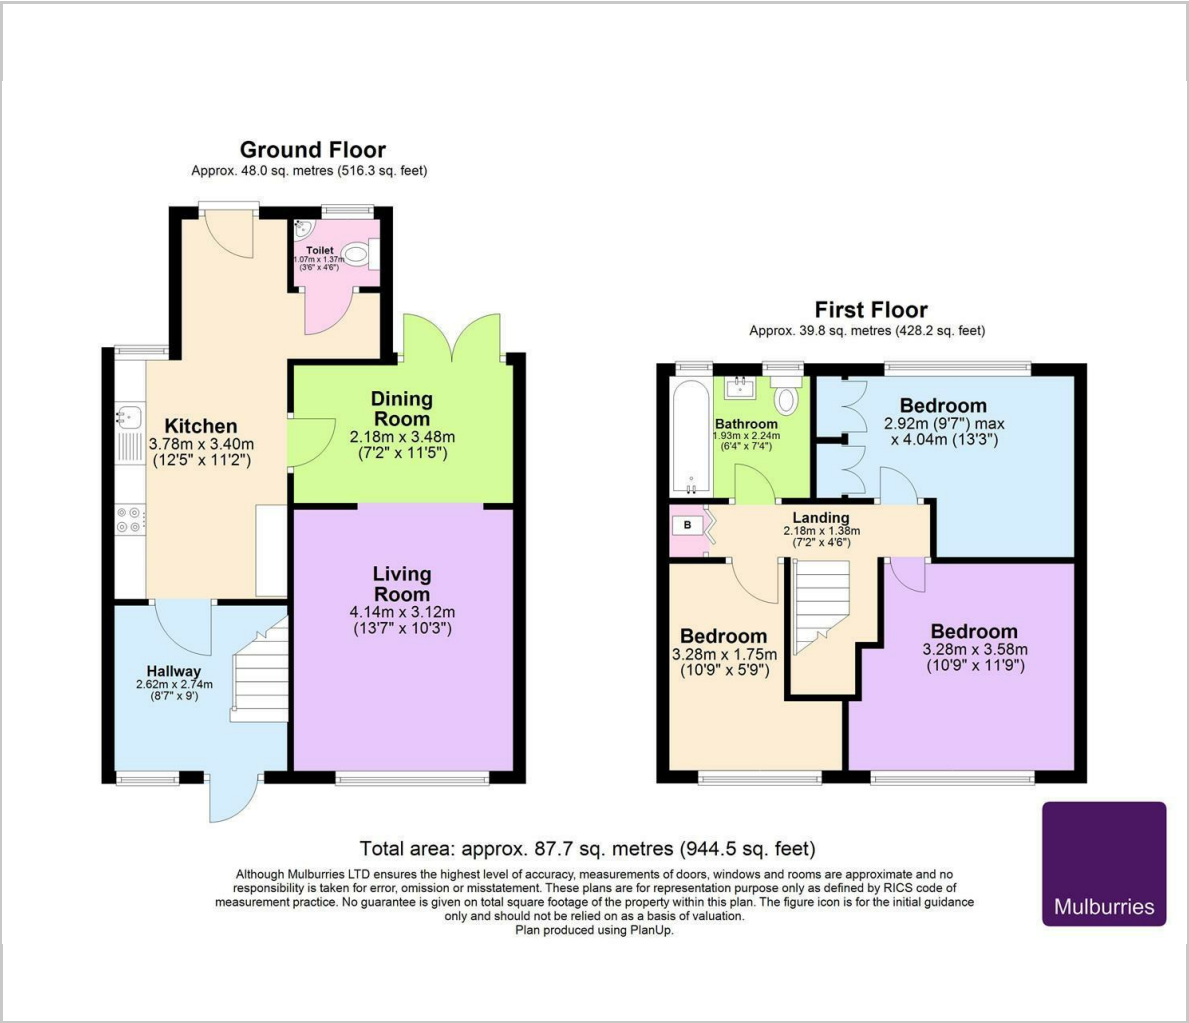 Ground Floor
Approx. 48.0 sq. metres (516.3 sq. feet)
Toilet
1.07m x 1.37m
(3'6" x 4'6")
Kitchen
3.78m x 3.40m
(12'5" x 11'2")
Dining
Room
2.18m x 3.48m
(7'2" x 11'5")
Living
Room
4.14m x 3.12m
(13'7" x 10'3")
Hallway
2.62m x 2.74m
(8'7" x 9')
First Floor
Approx. 39.8 sq. metres (428.2 sq. feet)
Bathroom
1.93m x 2.24m
(6'4" x 7'4")
Bedroom
2.92m (9'7") max
x 4.04m (13'3")
B
Landing
2.18m x 1.38m
(7'2" x 4'6")
Bedroom
3.28m x 1.75m
(10'9" x 5'9")
Bedroom
3.28m x 3.58m
(10'9" x 11'9")
Total area: approx. 87.7 sq. metres (944.5 sq. feet)
Although Mulburries LTD ensures the highest level of accuracy, measurements of doors, windows and rooms are approximate and no
responsibility is taken for error, omission or misstatement. These plans are for representation purpose only as defined by RICS code of
measurement practice. No guarantee is given on total square footage of the property within this plan. The figure icon is for the initial guidance
only and should not be relied on as a basis of valuation.
Plan produced using PlanUp.
Mulburries